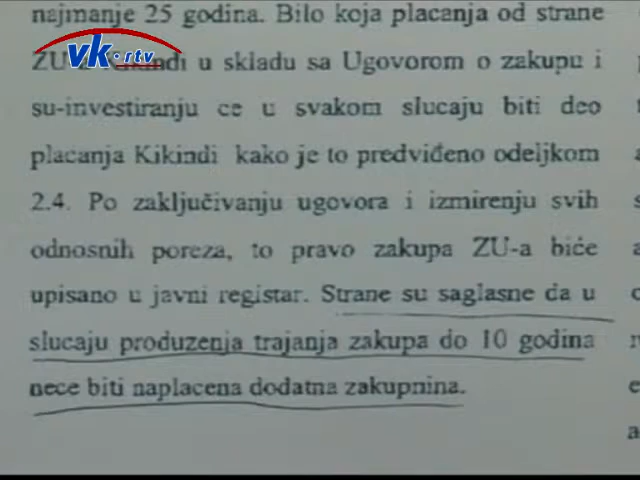 najmanje 25 godina. Bilo koja placanja od strane
vk·rtv
ZU-a Kikindi u skladu sa Ugovorom o zakupu i
su-investiranju ce u svakom slucaju biti deo
placanja Kikindi kako je to predviđeno odeljkom
2.4. Po zaključivanju ugovora i izmirenju svih
odnosnih poreza, to pravo zakupa ZU-a biće
upisano u javni registar. Strane su saglasne da u
slucaju produzenja trajanja zakupa do 10 godina
nece biti naplacena dodatna zakupnina.